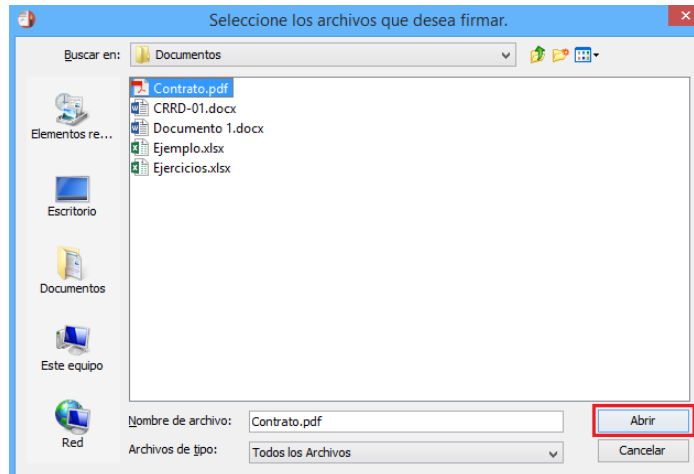 Seleccione los archivos que desea firmar.
Buscar en:
Documentos
Contrato.pdf
CRRD-01.docx
Documento 1.docx
Ejemplo.xlsx
Ejercicios.xlsx
Elementos re...
Escritorio
Documentos
Este equipo
Red
Nombre de archivo:
Contrato.pdf
Abrir
Archivos de tipo:
Todos los Archivos
Cancelar